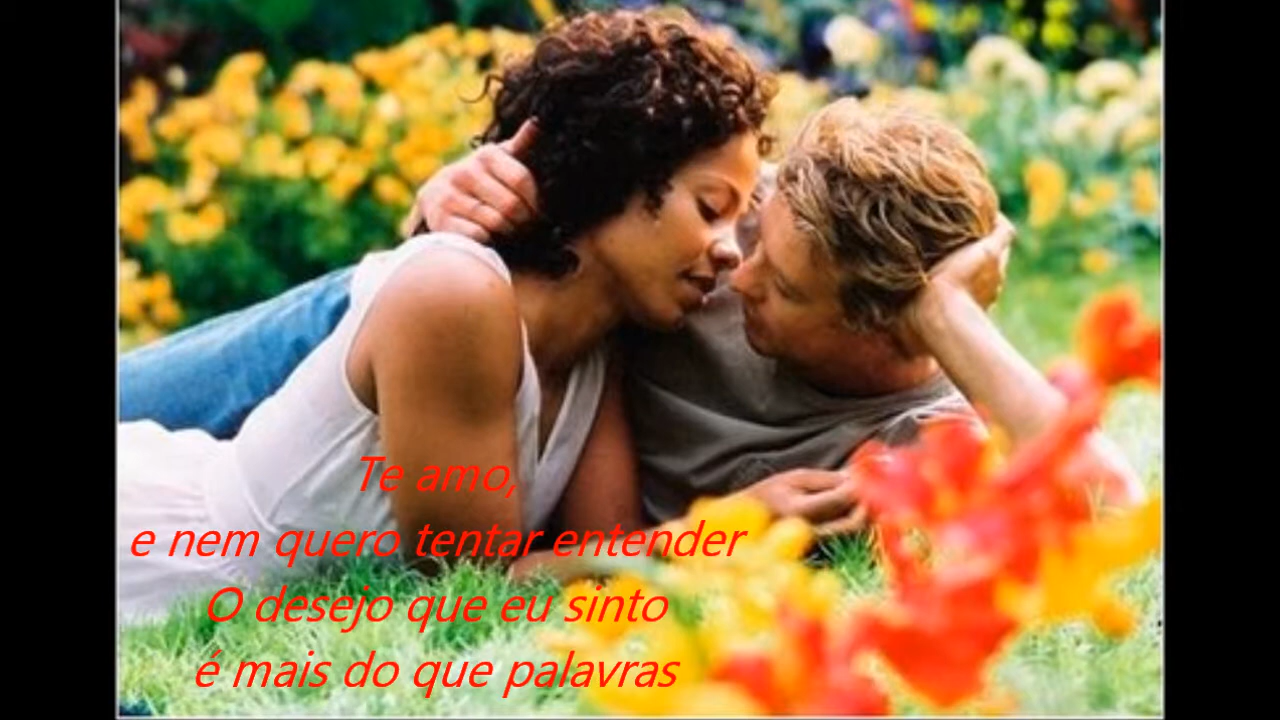 Te amo,
e nem quero tentar entender
O desejo que eu sinto
é mais do que palavras